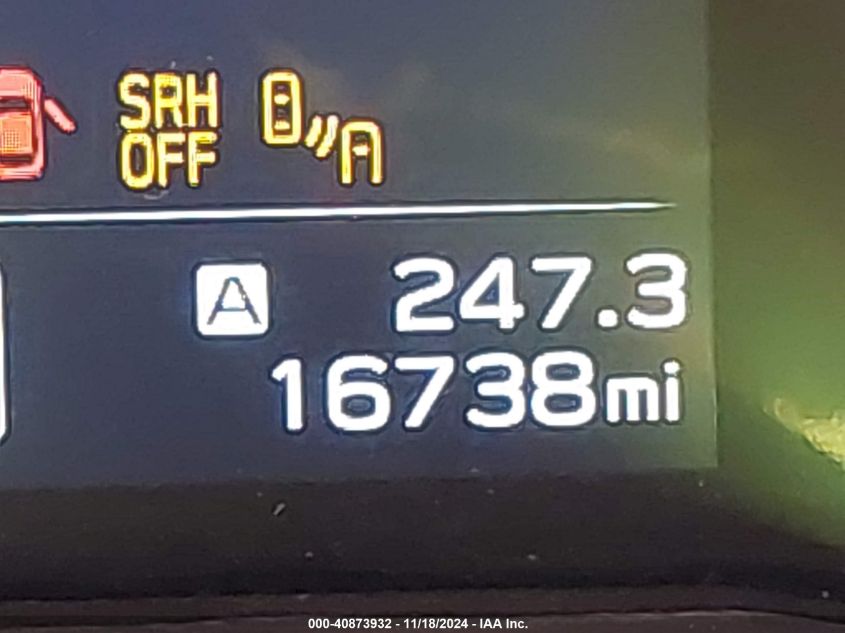 SRH
OFF
A 247.3
16738mi
000-40873932 - 11/18/2024 - IAA Inc.